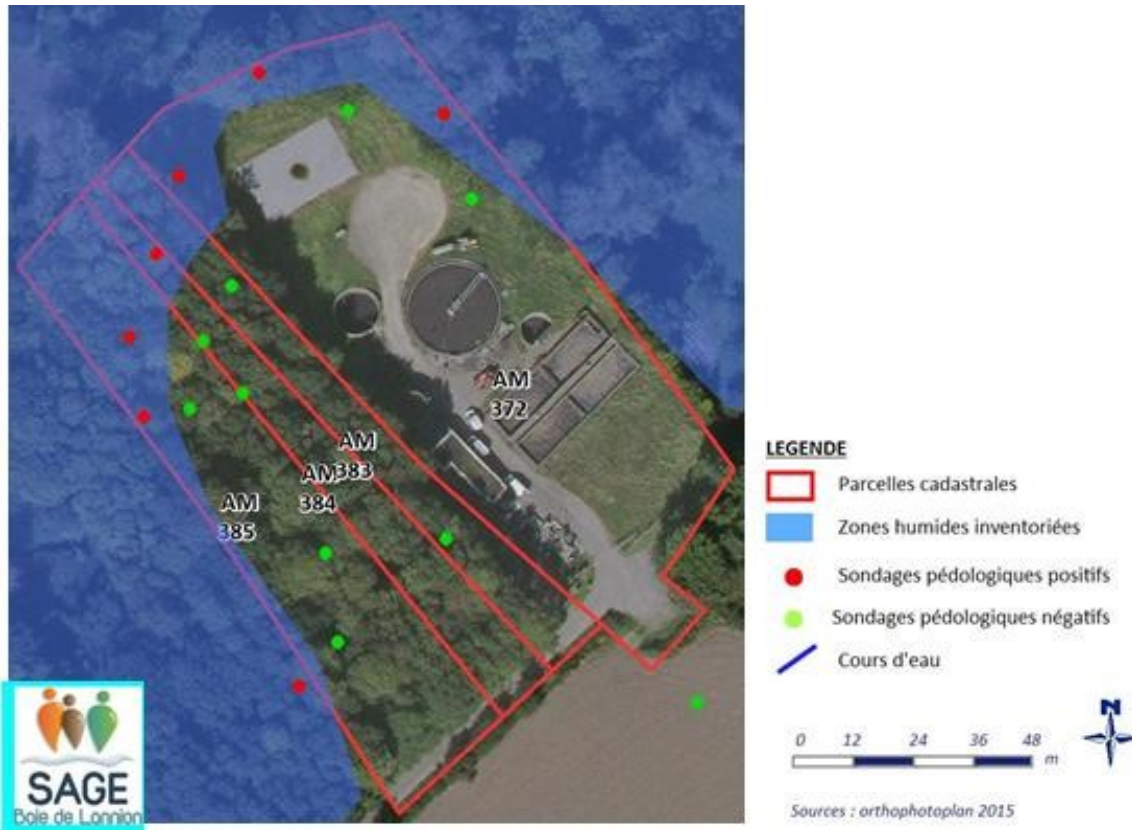 AM
372
AM
383
AM
384
AM
385
LEGENDE
Parcelles cadastrales
Zones humides inventoriées
Sondages pédologiques positifs
Sondages pédologiques négatifs
Cours d'eau
N
0 12 24 36 48
m
Sources : orthophotoplan 2015
SAGE
Baie de Lannion